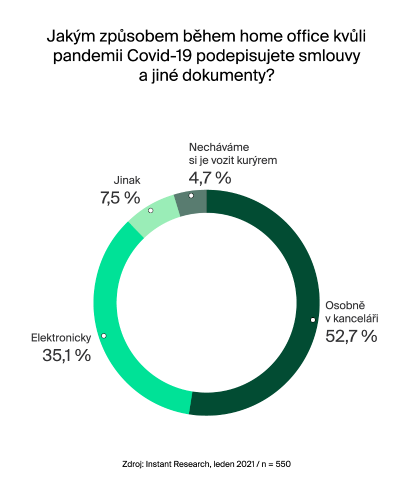 Jakým způsobem během home office kvůli
pandemii Covid-19 podepisujete smlouvy
a jiné dokumenty?
Necháváme
si je vozit kurýrem
4,7 %
Jinak
7,5 %
Osobně
v kanceláři
52,7 %
Elektronicky
35,1 %
Zdroj: Instant Research, leden 2021 / n = 550